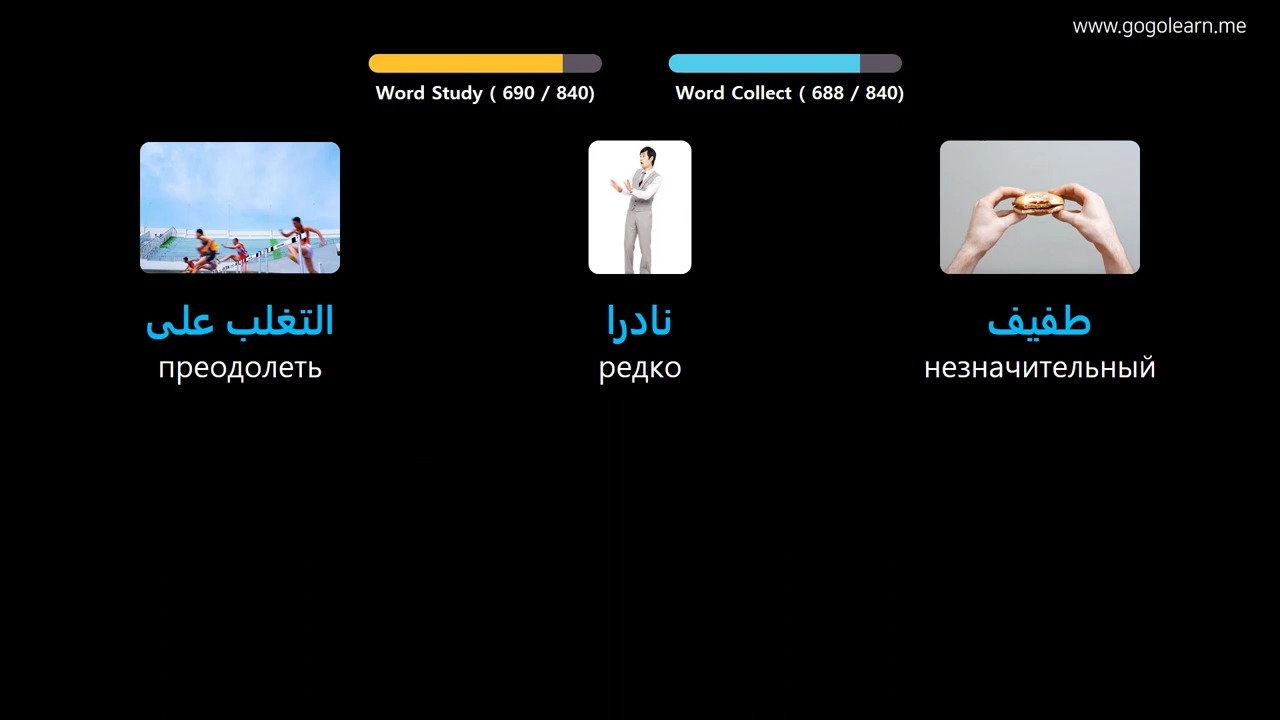 www.gogolearn.me
Word Study ( 690 / 840)
Word Collect ( 688 / 840)
التغلب على
преодолеть
نادرا
редко
طفيف
незначительный